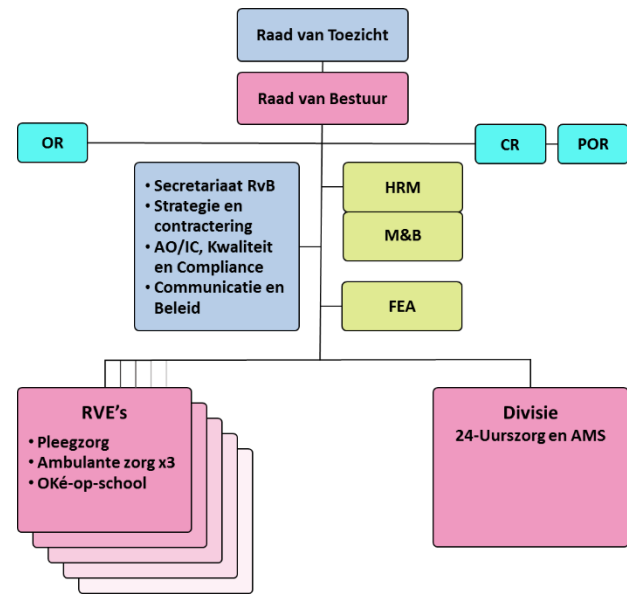 Raad van Toezicht
Raad van Bestuur
OR
CR
POR
• Secretariaat RvB
• Strategie en
contractering
• AO/IC, Kwaliteit
en Compliance
• Communicatie en
Beleid
HRM
M&B
FEA
RVE's
• Pleegzorg
• Ambulante zorg x3
• OKé-op-school
Divisie
24-Uurszorg en AMS